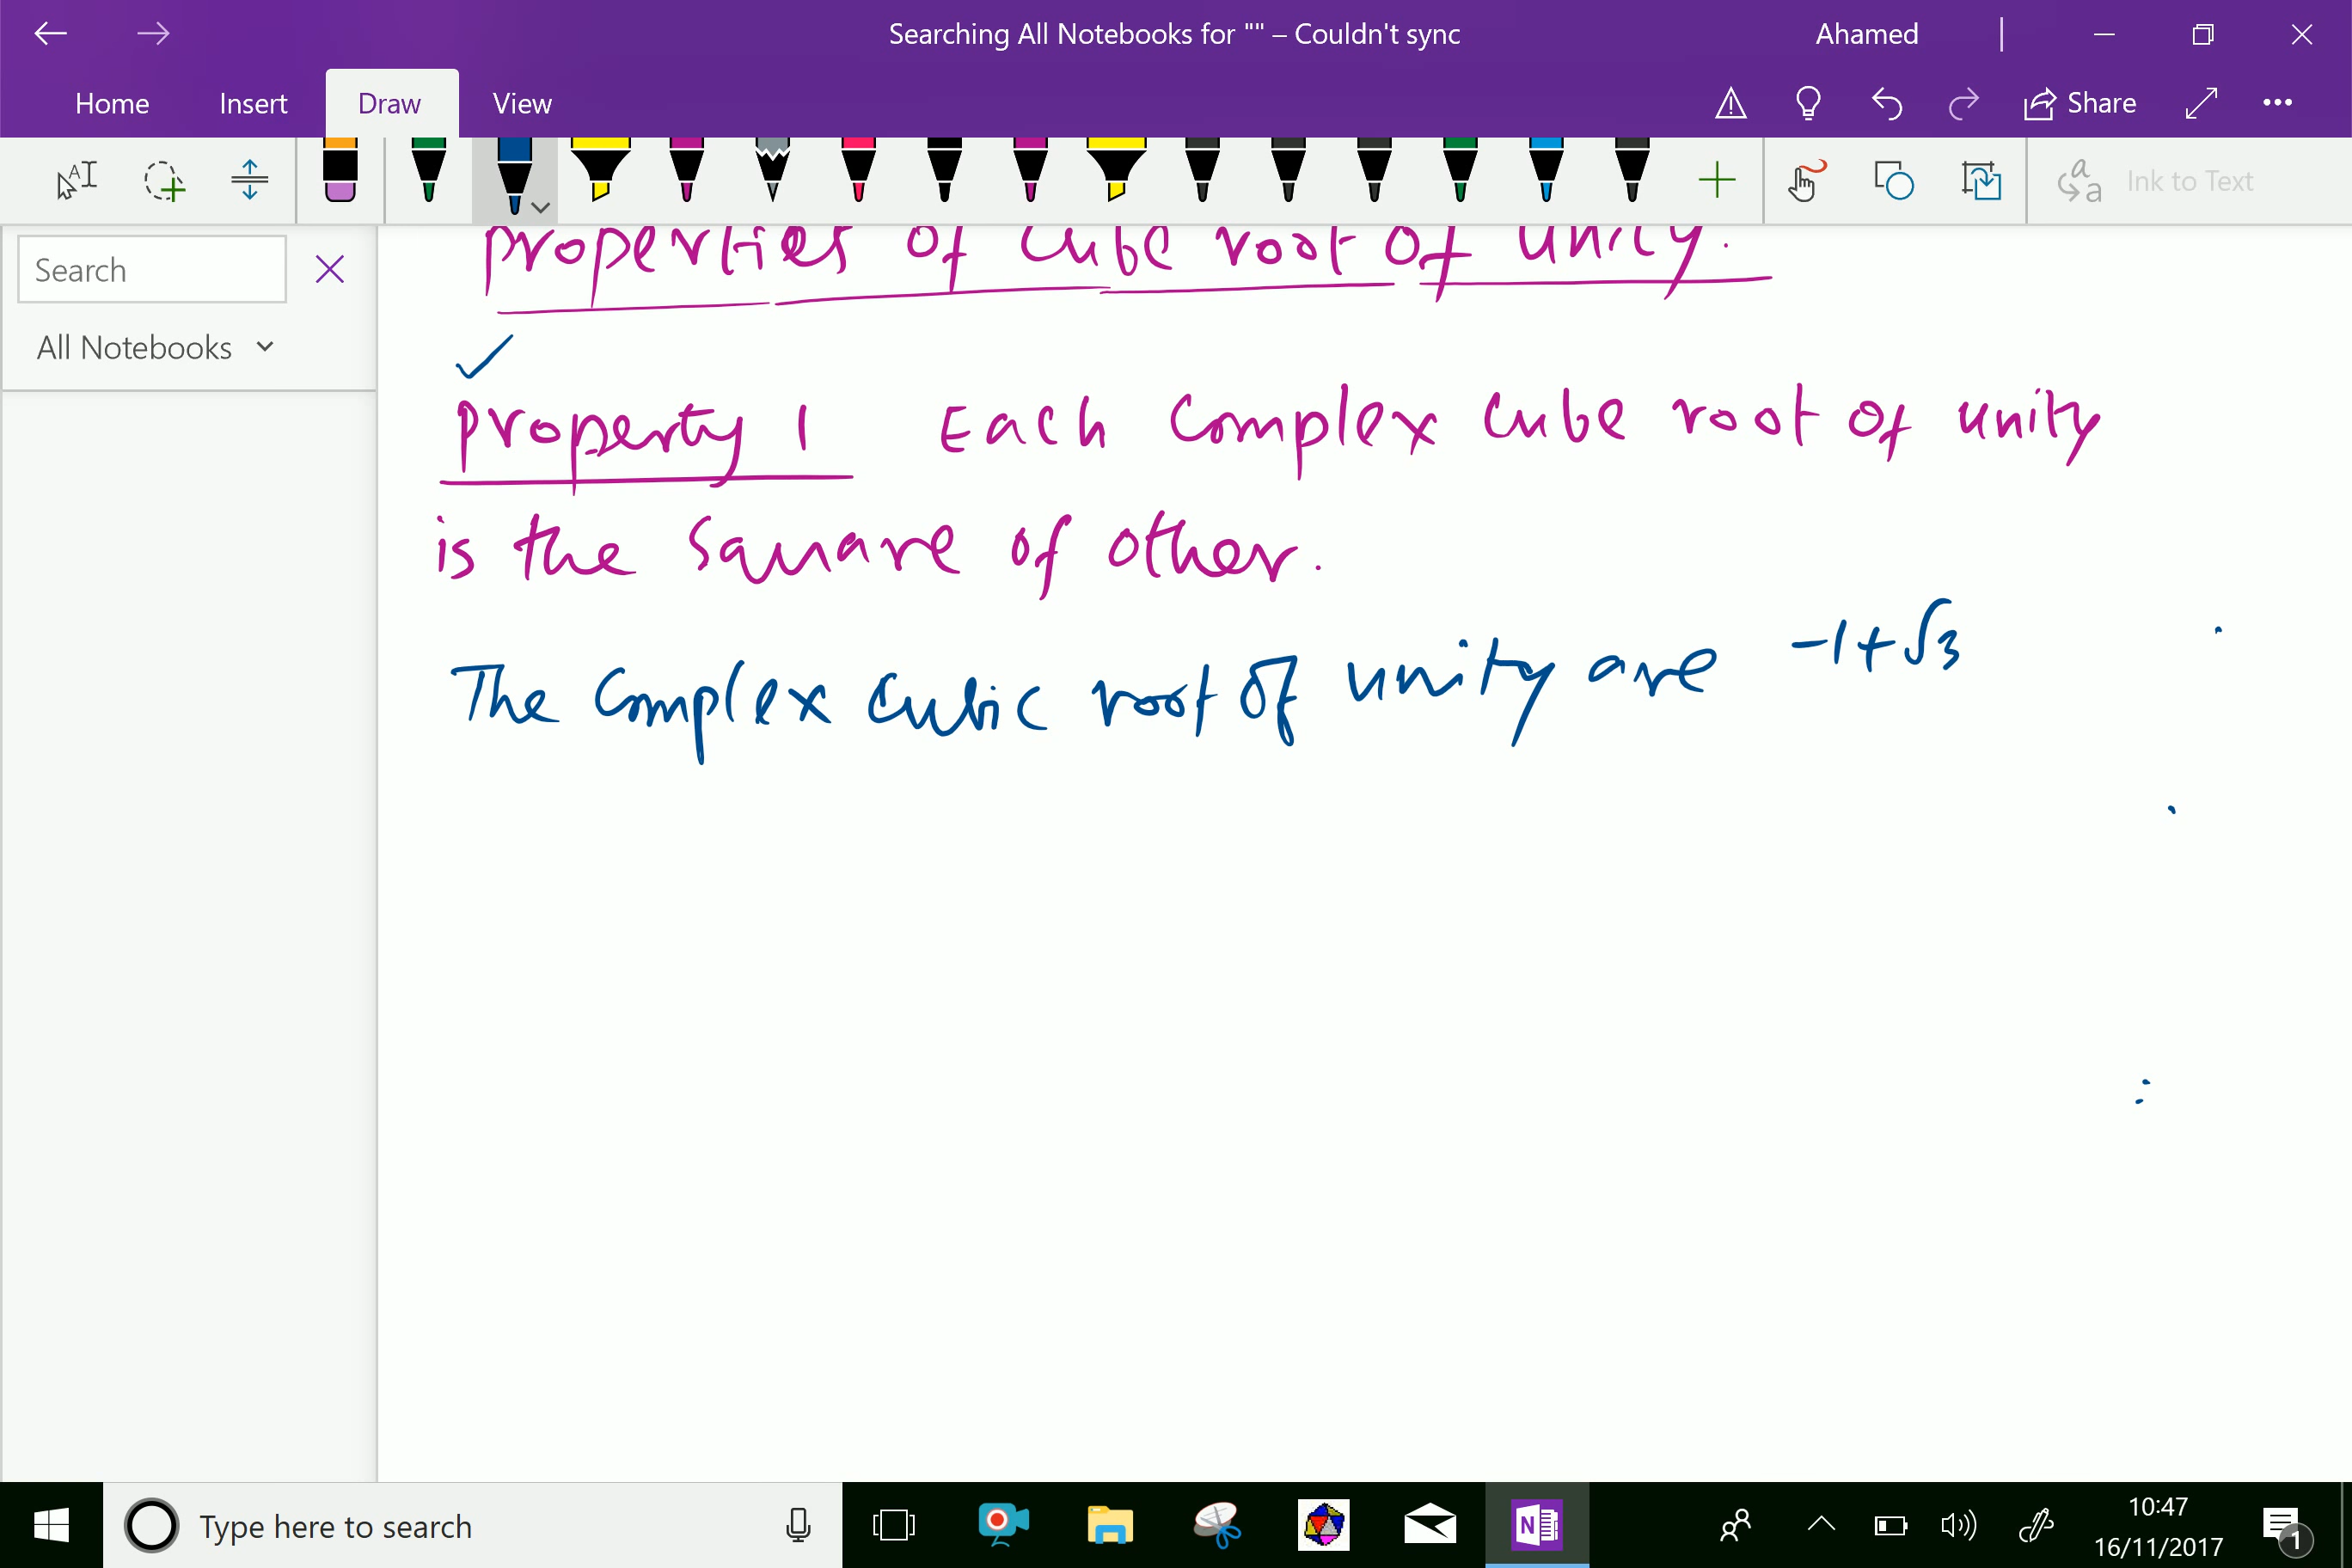 Searching All Notebooks for "" – Couldn't sync
Ahamed
Home Insert Draw View
Share
Ink to Text
Search
All Notebooks
Properties of cube root of unity.
Property 1 Each complex cube root of unity
is the square of other.
The complex cubic root of unity are -1+√3
Type here to search
N
10:47
16/11/2017
1